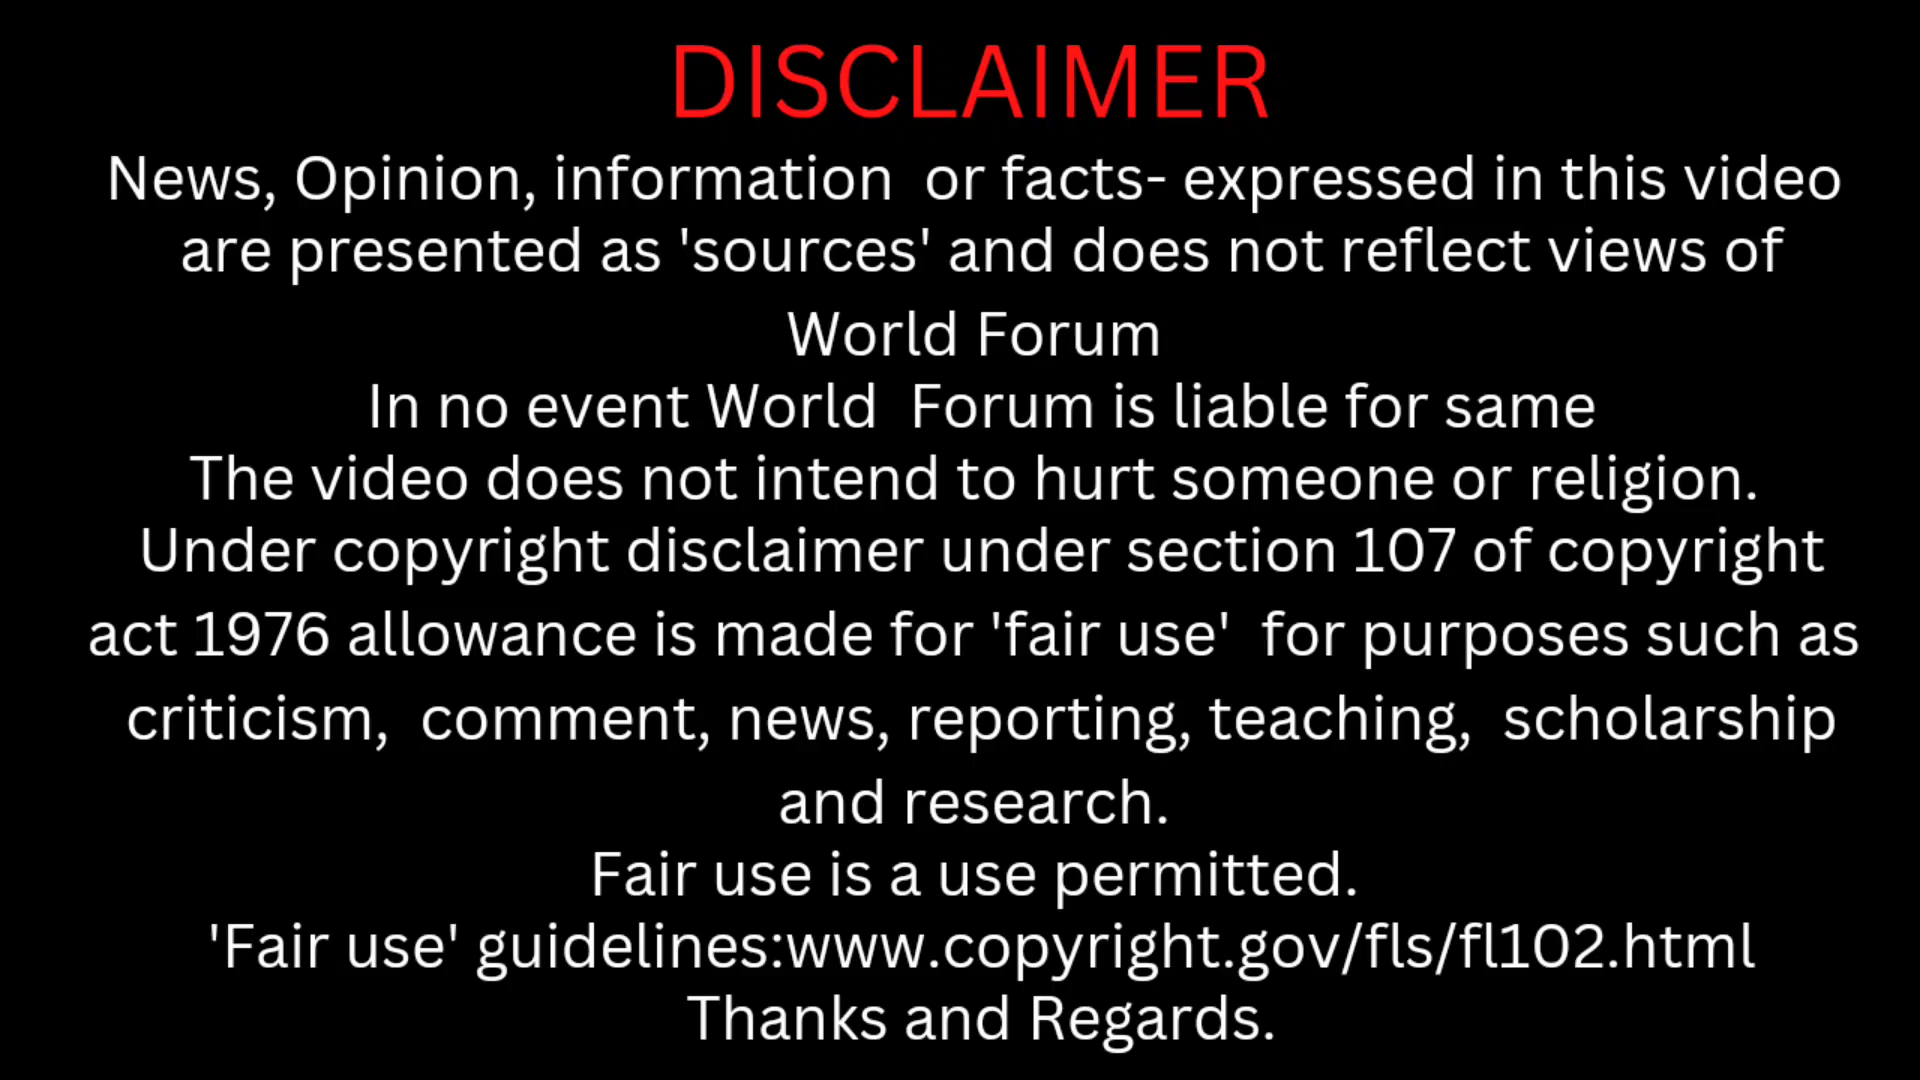 DISCLAIMER
News, Opinion, information  or facts- expressed in this video
are presented as 'sources' and does not reflect views of
World Forum
In no event World  Forum is liable for same
The video does not intend to hurt someone or religion.
Under copyright disclaimer under section 107 of copyright
act 1976 allowance is made for 'fair use'  for purposes such as
criticism,  comment, news, reporting, teaching,  scholarship
and research.
Fair use is a use permitted.
'Fair use' guidelines:www.copyright.gov/fls/fl102.html
Thanks and Regards.